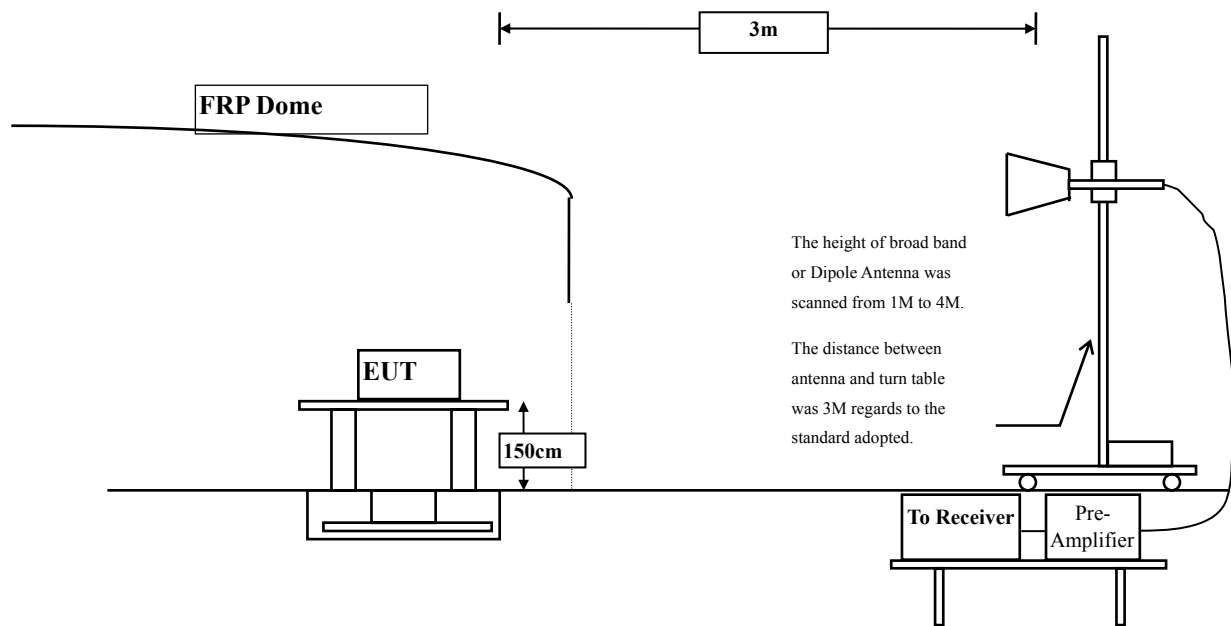 3m
FRP Dome
The height of broad band
or Dipole Antenna was
scanned from 1M to 4M.
The distance between
antenna and turn table
was 3M regards to the
standard adopted.
EUT
150cm
To Receiver
Pre-
Amplifier